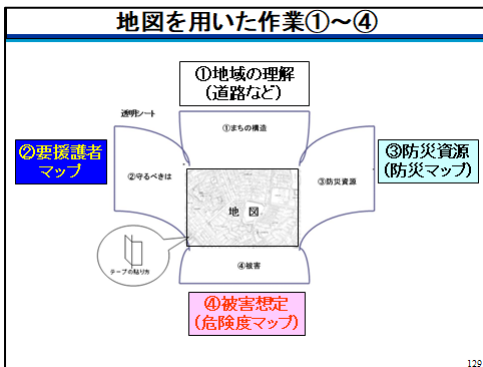 地図を用いた作業①~④
①地域の理解
(道路など)
透明シート
①まちの構造
②要援護者
マップ
②守るべきは
③防災資源
③防災資源
(防災マップ)
地図
テープの貼り方
④被害
④被害想定
(危険度マップ)
129